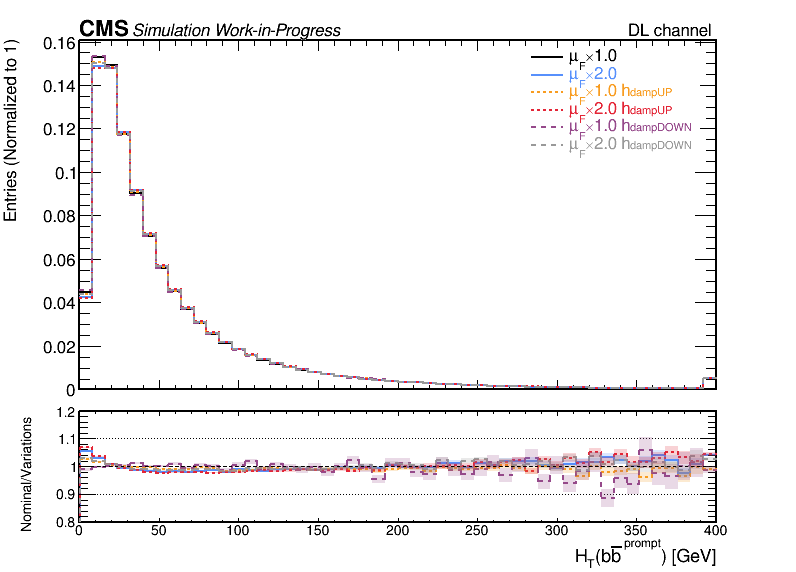 CMS Simulation Work-in-Progress DL channel
Entries (Normalized to 1)
0.16
0.14
0.12
0.1
0.08
0.06
0.04
0.02
0
μF×1.0
μF×2.0
μF×1.0 hdampUP
μF×2.0 hdampUP
μF×1.0 hdampDOWN
μF×2.0 hdampDOWN
Nominal/Variations
1.2
1.1
1.0
0.9
0.8
0 50 100 150 200 250 300 350 400
HT(bb̅ prompt) [GeV]